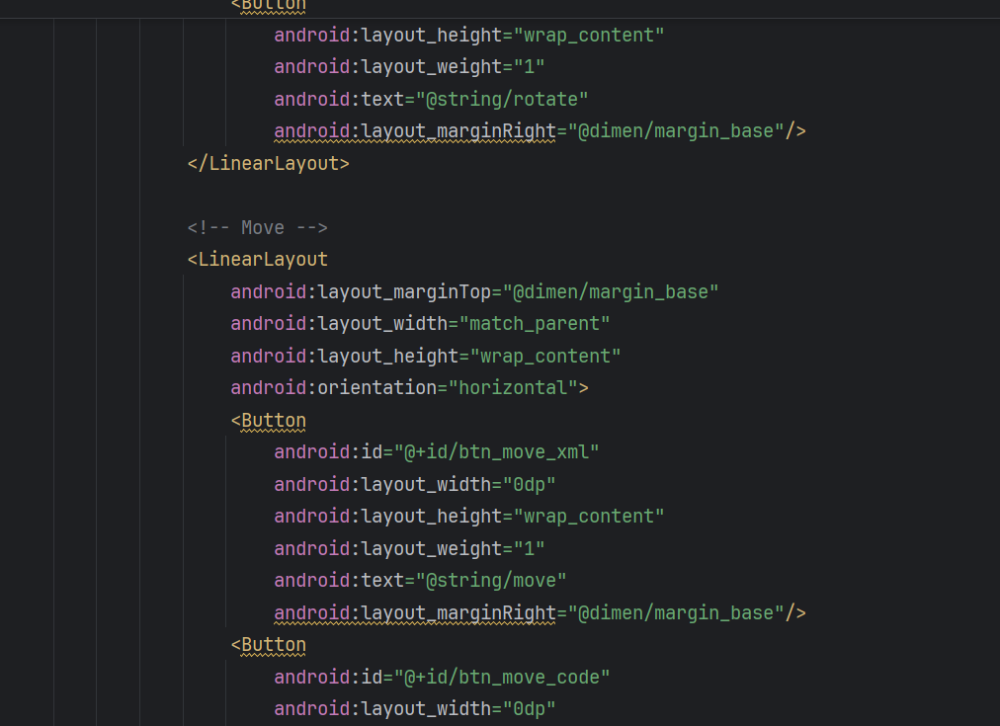 <Button
android:layout_height="wrap_content"
android:layout_weight="1"
android:text="@string/rotate"
android:layout_marginRight="@dimen/margin_base"/>
</LinearLayout>
<!-- Move -->
<LinearLayout
android:layout_marginTop="@dimen/margin_base"
android:layout_width="match_parent"
android:layout_height="wrap_content"
android:orientation="horizontal">
<Button
android:id="@+id/btn_move_xml"
android:layout_width="0dp"
android:layout_height="wrap_content"
android:layout_weight="1"
android:text="@string/move"
android:layout_marginRight="@dimen/margin_base"/>
<Button
android:id="@+id/btn_move_code"
android:layout_width="0dp"